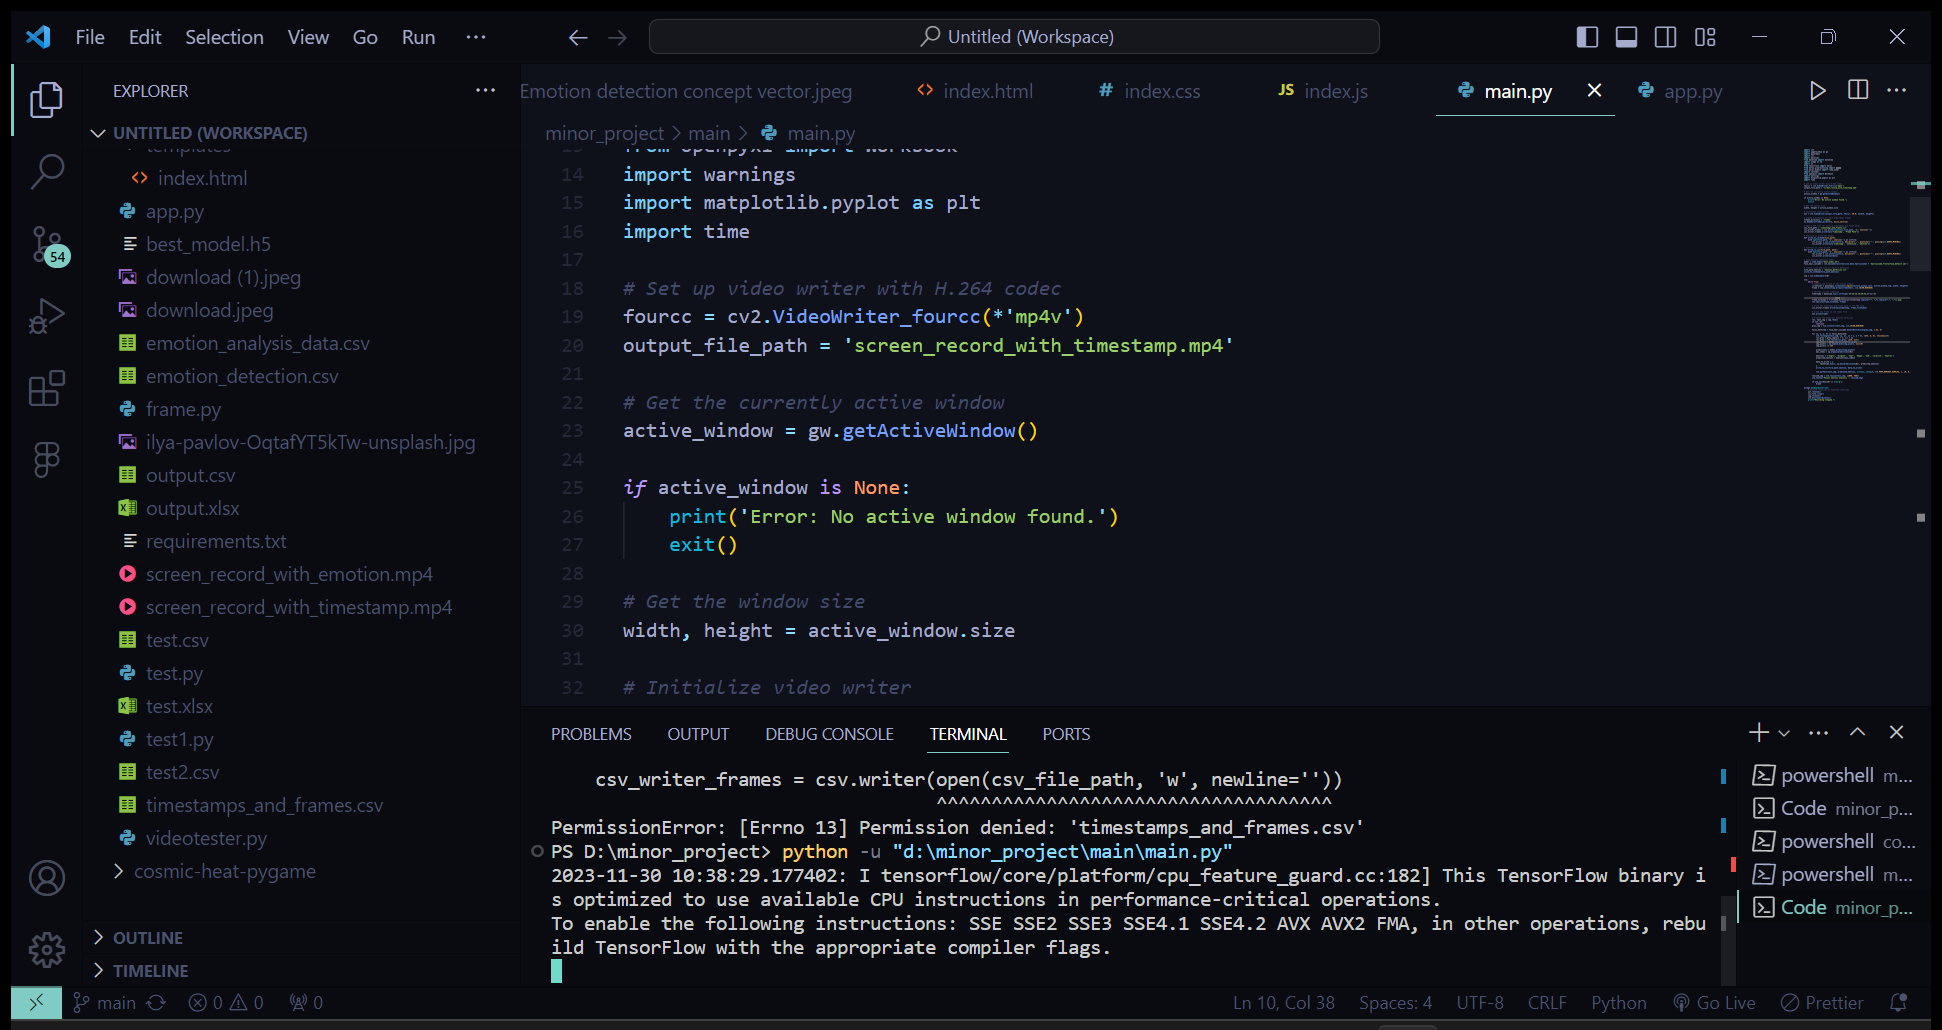 File Edit Selection View Go Run ···
Untitled (Workspace)
EXPLORER ···
UNTITLED (WORKSPACE)
templates
index.html
app.py
best_model.h5
download (1).jpeg
download.jpeg
emotion_analysis_data.csv
emotion_detection.csv
frame.py
ilya-pavlov-OqtafYT5kTw-unsplash.jpg
output.csv
output.xlsx
requirements.txt
screen_record_with_emotion.mp4
screen_record_with_timestamp.mp4
test.csv
test.py
test.xlsx
test1.py
test2.csv
timestamps_and_frames.csv
videotester.py
cosmic-heat-pygame
OUTLINE
TIMELINE
54
Emotion detection concept vector.jpeg
<> index.html
# index.css
JS index.js
main.py
app.py
minor_project > main > main.py
13 from openpyxl import Workbook
14 import warnings
15 import matplotlib.pyplot as plt
16 import time
17
18 # Set up video writer with H.264 codec
19 fourcc = cv2.VideoWriter_fourcc(*'mp4v')
20 output_file_path = 'screen_record_with_timestamp.mp4'
21
22 # Get the currently active window
23 active_window = gw.getActiveWindow()
24
25 if active_window is None:
26 print('Error: No active window found.')
27 exit()
28
29 # Get the window size
30 width, height = active_window.size
31
32 # Initialize video writer
PROBLEMS OUTPUT DEBUG CONSOLE TERMINAL PORTS
csv_writer_frames = csv.writer(open(csv_file_path, 'w', newline=''))
^^^^^^^^^^^^^^^^^^^^^^^^^^^^^^^^^^^^
PermissionError: [Errno 13] Permission denied: 'timestamps_and_frames.csv'
PS D:\minor_project> python -u "d:\minor_project\main\main.py"
2023-11-30 10:38:29.177402: I tensorflow/core/platform/cpu_feature_guard.cc:182] This TensorFlow binary i
s optimized to use available CPU instructions in performance-critical operations.
To enable the following instructions: SSE SSE2 SSE3 SSE4.1 SSE4.2 AVX AVX2 FMA, in other operations, rebu
ild TensorFlow with the appropriate compiler flags.
powershell m...
Code minor_p...
powershell co...
powershell m...
Code minor_p...
main 0 0 0
Ln 10, Col 38 Spaces: 4 UTF-8 CRLF Python Go Live Prettier